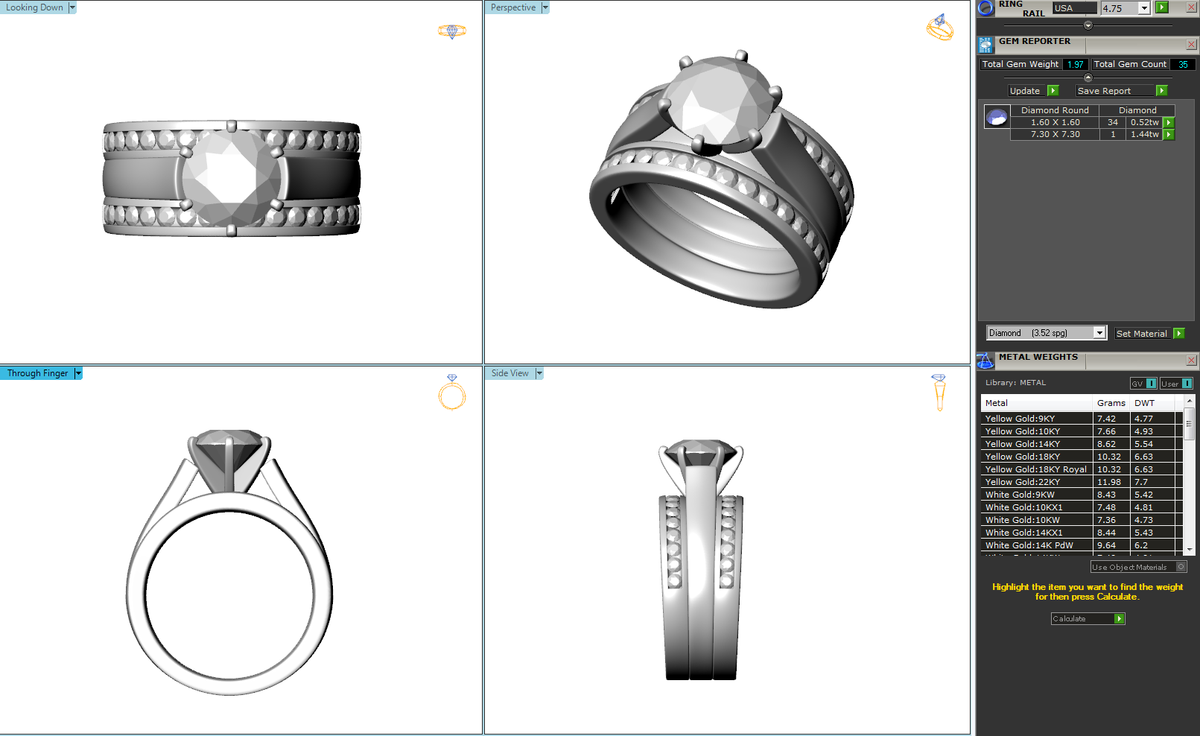 Looking Down
Perspective
Through Finger
Side View
RING
RAIL USA 4.75
GEM REPORTER
Total Gem Weight 1.97 Total Gem Count 35
Update Save Report
Diamond Round Diamond
1.60 X 1.60 34 0.52tw
7.30 X 7.30 1 1.44tw
Diamond (3.52 spg) Set Material
METAL WEIGHTS
Library: METAL GV User
Metal Grams DWT
Yellow Gold:9KY 7.42 4.77
Yellow Gold:10KY 7.66 4.93
Yellow Gold:14KY 8.62 5.54
Yellow Gold:18KY 10.32 6.63
Yellow Gold:18KY Royal 10.32 6.63
Yellow Gold:22KY 11.98 7.7
White Gold:9KW 8.43 5.42
White Gold:10KX1 7.48 4.81
White Gold:10KW 7.36 4.73
White Gold:14KX1 8.44 5.43
White Gold:14K PdW 9.64 6.2
Use Object Materials
Highlight the item you want to find the weight
for then press Calculate.
Calculate